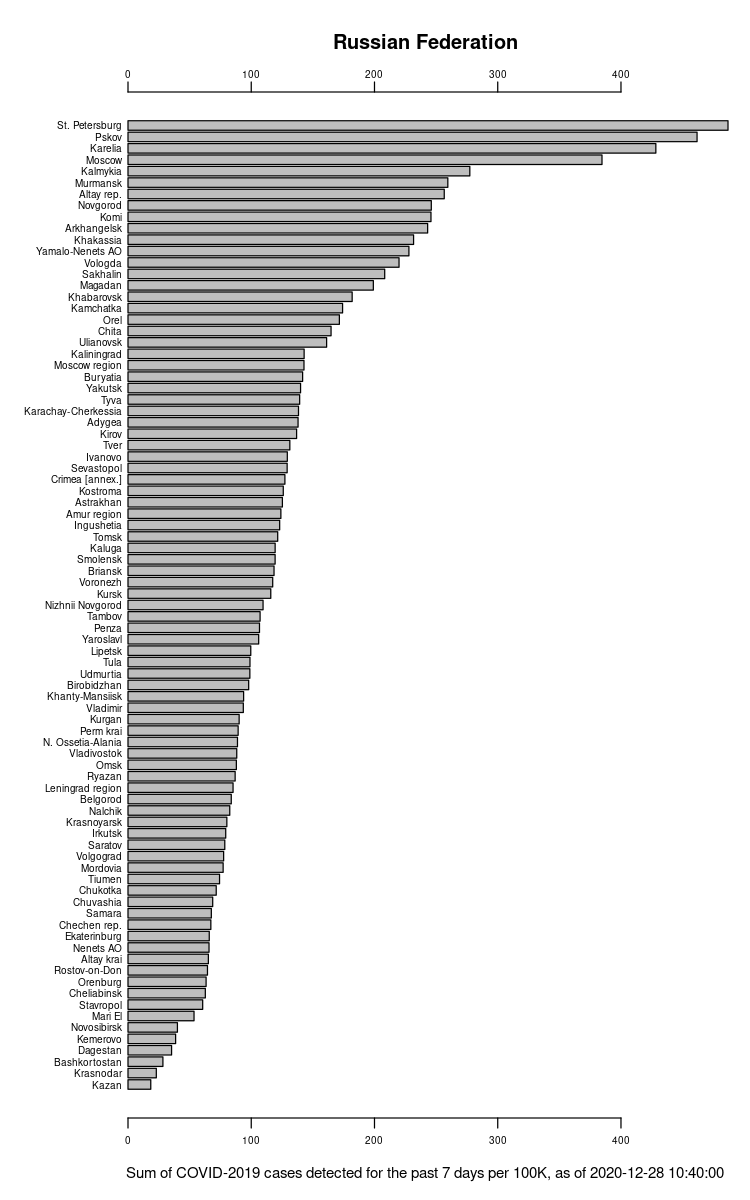 Russian Federation
0 100 200 300 400
St. Petersburg
Pskov
Karelia
Moscow
Kalmykia
Murmansk
Altay rep.
Novgorod
Komi
Arkhangelsk
Khakassia
Yamalo-Nenets AO
Vologda
Sakhalin
Magadan
Khabarovsk
Kamchatka
Orel
Chita
Ulianovsk
Kaliningrad
Moscow region
Buryatia
Yakutsk
Tyva
Karachay-Cherkessia
Adygea
Kirov
Tver
Ivanovo
Sevastopol
Crimea [annex.]
Kostroma
Astrakhan
Amur region
Ingushetia
Tomsk
Kaluga
Smolensk
Briansk
Voronezh
Kursk
Nizhnii Novgorod
Tambov
Penza
Yaroslavl
Lipetsk
Tula
Udmurtia
Birobidzhan
Khanty-Mansiisk
Vladimir
Kurgan
Perm krai
N. Ossetia-Alania
Vladivostok
Omsk
Ryazan
Leningrad region
Belgorod
Nalchik
Krasnoyarsk
Irkutsk
Saratov
Volgograd
Mordovia
Tiumen
Chukotka
Chuvashia
Samara
Chechen rep.
Ekaterinburg
Nenets AO
Altay krai
Rostov-on-Don
Orenburg
Cheliabinsk
Stavropol
Mari El
Novosibirsk
Kemerovo
Dagestan
Bashkortostan
Krasnodar
Kazan
0 100 200 300 400
Sum of COVID-2019 cases detected for the past 7 days per 100K, as of 2020-12-28 10:40:00